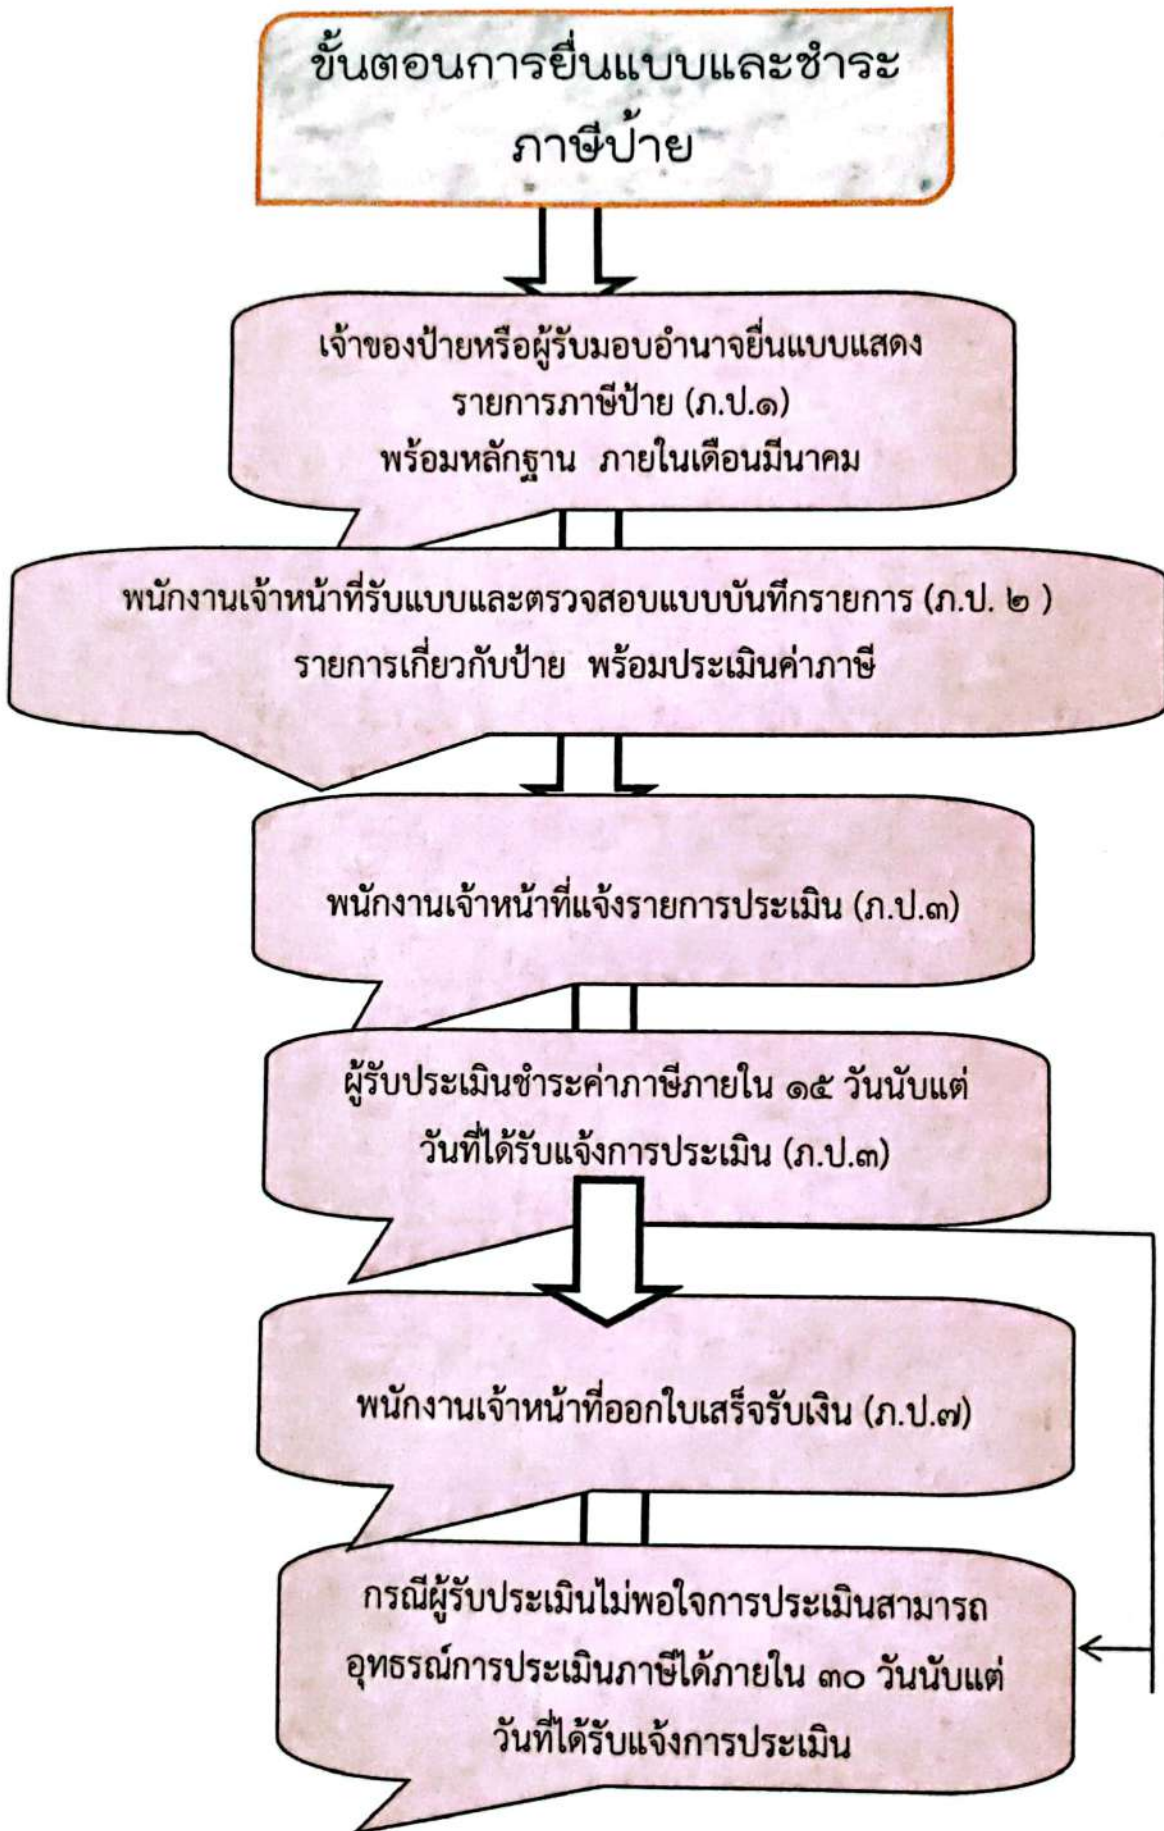 ขั้นตอนการยื่นแบบและชำระ
ภาษีป้าย
เจ้าของป้ายหรือผู้รับมอบอำนาจยื่นแบบแสดง
รายการภาษีป้าย (ภ.ป.๑)
พร้อมหลักฐาน ภายในเดือนมีนาคม
พนักงานเจ้าหน้าที่รับแบบและตรวจสอบแบบบันทึกรายการ (ภ.ป. ๒ )
รายการเกี่ยวกับป้าย พร้อมประเมินค่าภาษี
พนักงานเจ้าหน้าที่แจ้งรายการประเมิน (ภ.ป.๓)
ผู้รับประเมินชำระค่าภาษีภายใน ๑๕ วันนับแต่
วันที่ได้รับแจ้งการประเมิน (ภ.ป.๓)
พนักงานเจ้าหน้าที่ออกใบเสร็จรับเงิน (ภ.ป.๗)
กรณีผู้รับประเมินไม่พอใจการประเมินสามารถ
อุทธรณ์การประเมินภาษีได้ภายใน ๓๐ วันนับแต่
วันที่ได้รับแจ้งการประเมิน